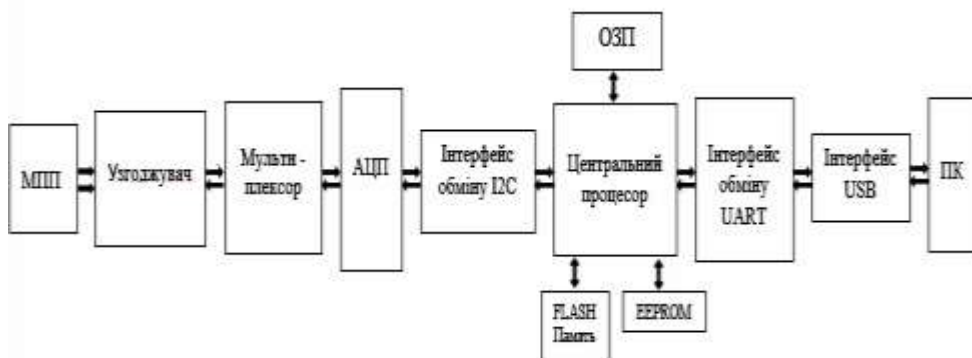 ОЗП
МПП
Узгоджувач
Мульти -
плексор
АЦП
Інтерфейс
обміну I2C
Центральний
процесор
Інтерфейс
обміну
UART
Інтерфейс
USB
ПК
FLASH
Память
EEPROM